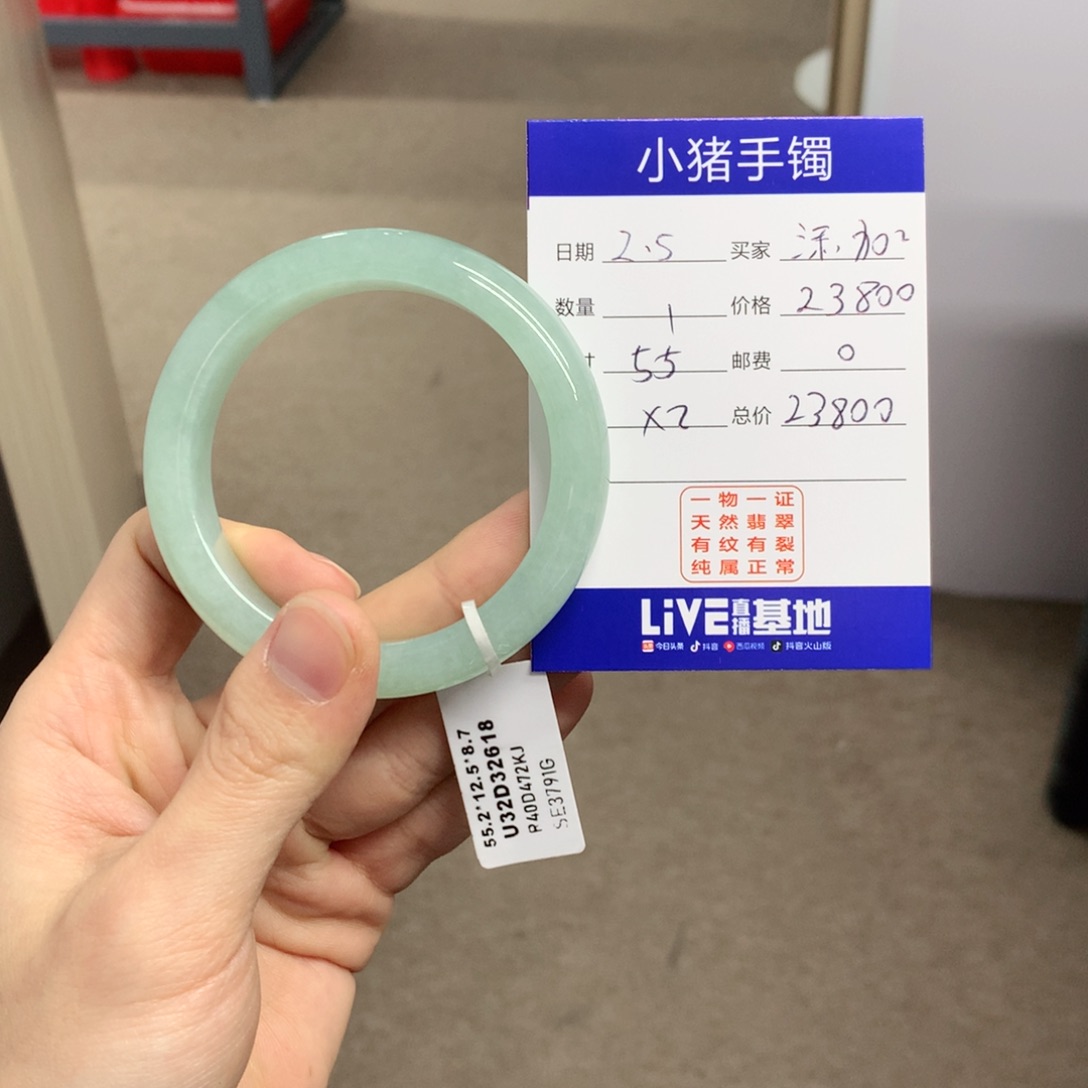 小猪手镯
日期 2.5 买家
数量 1 价格 23800
55 邮费 0
X2 总价 23800
一物一证
天然翡翠
有纹有裂
纯属正常
LiVE直播基地
今日头条 抖音 西瓜视频 抖音火山版
55.2*12.5*8.7
U32D32618
R40D472KJ
SE3791G